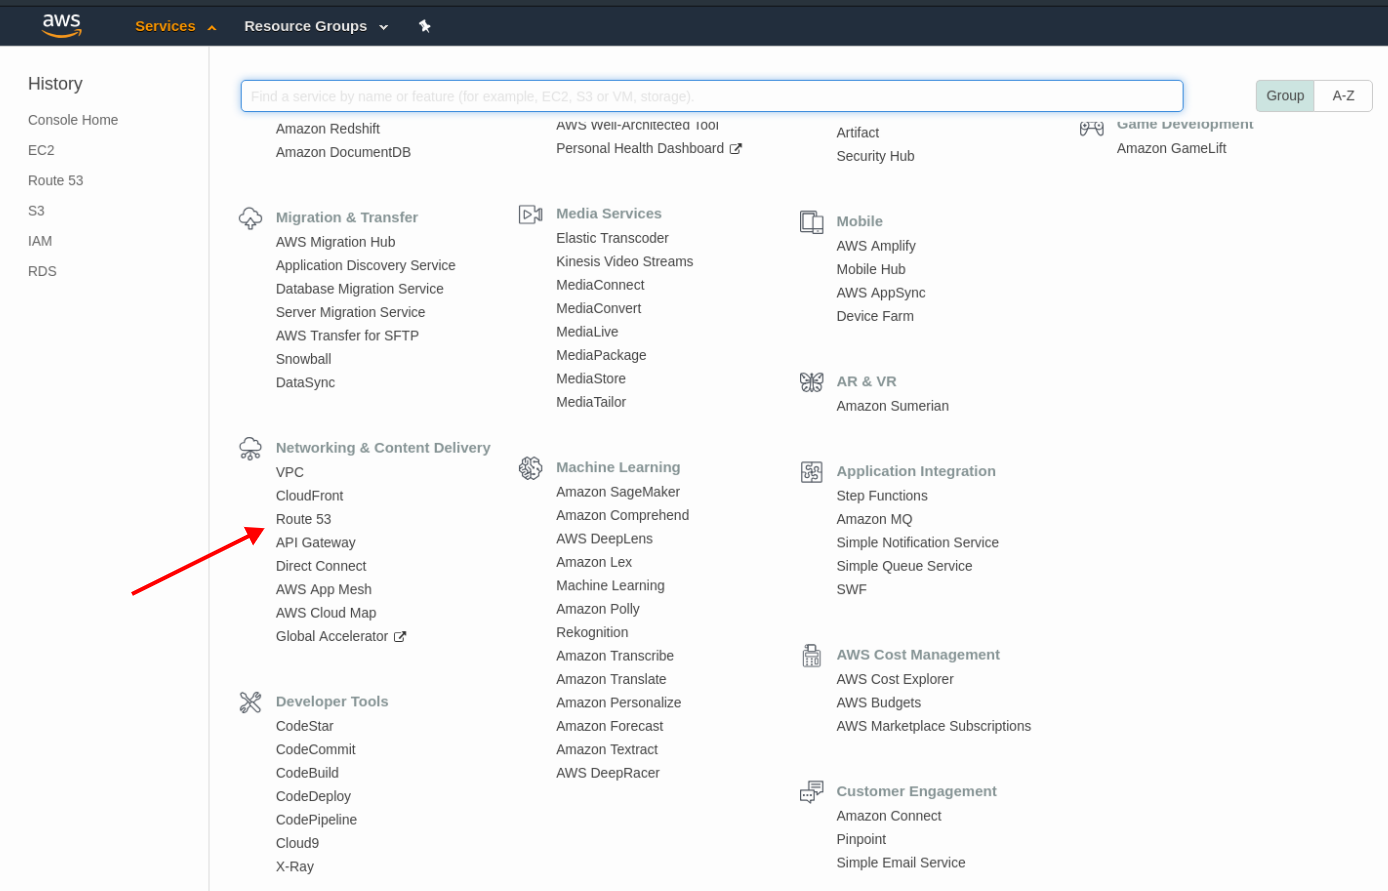 aws
Services
Resource Groups
History
Console Home
EC2
Route 53
S3
IAM
RDS
Find a service by name or feature (for example, EC2, S3 or VM, storage).
Group
A-Z
Amazon Redshift
Amazon DocumentDB
Migration & Transfer
AWS Migration Hub
Application Discovery Service
Database Migration Service
Server Migration Service
AWS Transfer for SFTP
Snowball
DataSync
Networking & Content Delivery
VPC
CloudFront
Route 53
API Gateway
Direct Connect
AWS App Mesh
AWS Cloud Map
Global Accelerator
Developer Tools
CodeStar
CodeCommit
CodeBuild
CodeDeploy
CodePipeline
Cloud9
X-Ray
AWS Well-Architected Tool
Personal Health Dashboard
Media Services
Elastic Transcoder
Kinesis Video Streams
MediaConnect
MediaConvert
MediaLive
MediaPackage
MediaStore
MediaTailor
Machine Learning
Amazon SageMaker
Amazon Comprehend
AWS DeepLens
Amazon Lex
Machine Learning
Amazon Polly
Rekognition
Amazon Transcribe
Amazon Translate
Amazon Personalize
Amazon Forecast
Amazon Textract
AWS DeepRacer
Artifact
Security Hub
Mobile
AWS Amplify
Mobile Hub
AWS AppSync
Device Farm
AR & VR
Amazon Sumerian
Application Integration
Step Functions
Amazon MQ
Simple Notification Service
Simple Queue Service
SWF
AWS Cost Management
AWS Cost Explorer
AWS Budgets
AWS Marketplace Subscriptions
Customer Engagement
Amazon Connect
Pinpoint
Simple Email Service
Game Development
Amazon GameLift